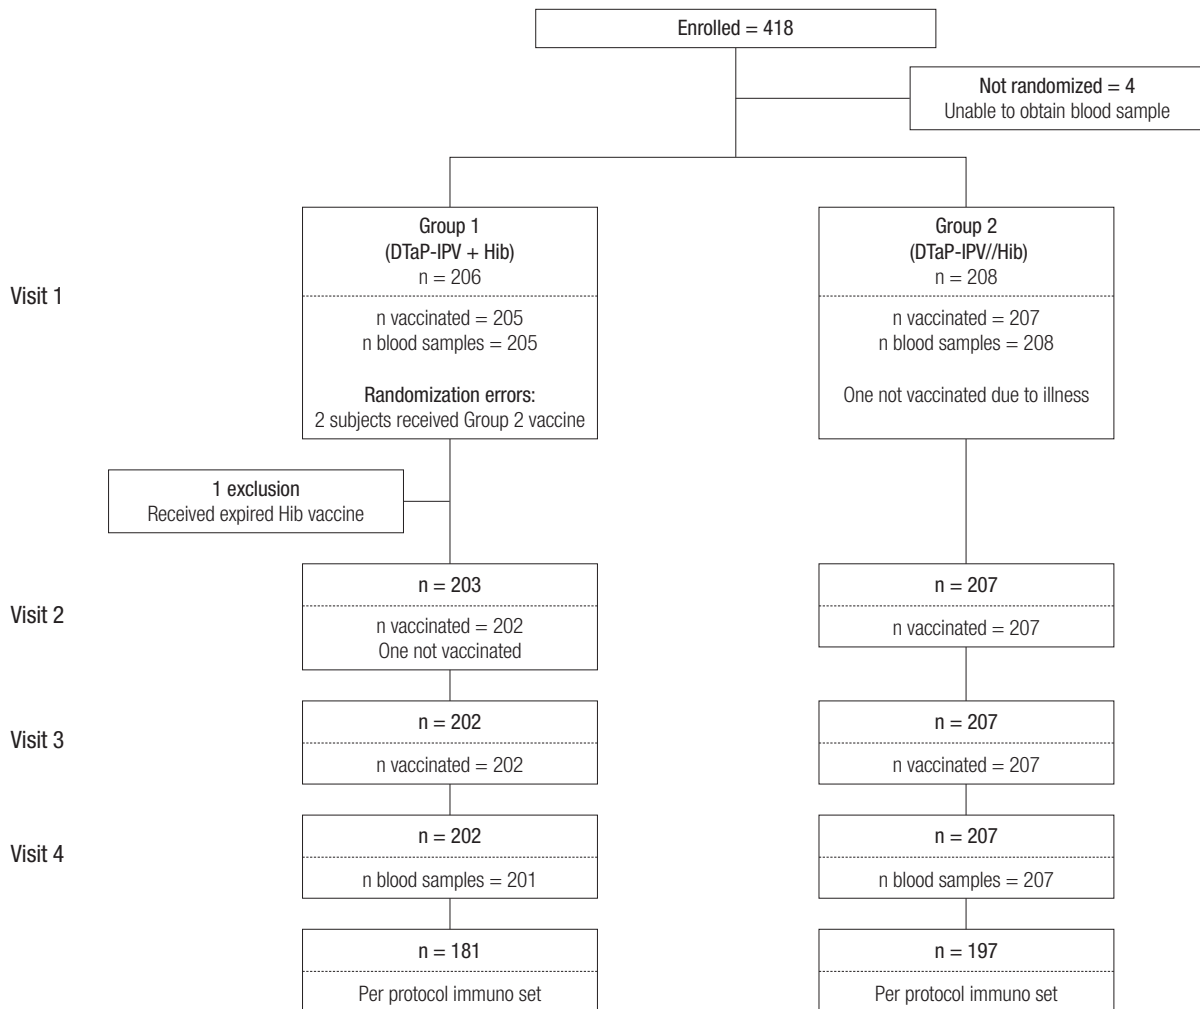 Enrolled = 418
Not randomized = 4
Unable to obtain blood sample
Visit 1
Group 1
(DTaP-IPV + Hib)
n = 206
n vaccinated = 205
n blood samples = 205
Randomization errors:
2 subjects received Group 2 vaccine
Group 2
(DTaP-IPV//Hib)
n = 208
n vaccinated = 207
n blood samples = 208
One not vaccinated due to illness
1 exclusion
Received expired Hib vaccine
Visit 2
n = 203
n vaccinated = 202
One not vaccinated
n = 207
n vaccinated = 207
Visit 3
n = 202
n vaccinated = 202
n = 207
n vaccinated = 207
Visit 4
n = 202
n blood samples = 201
n = 207
n blood samples = 207
n = 181
Per protocol immuno set
n = 197
Per protocol immuno set